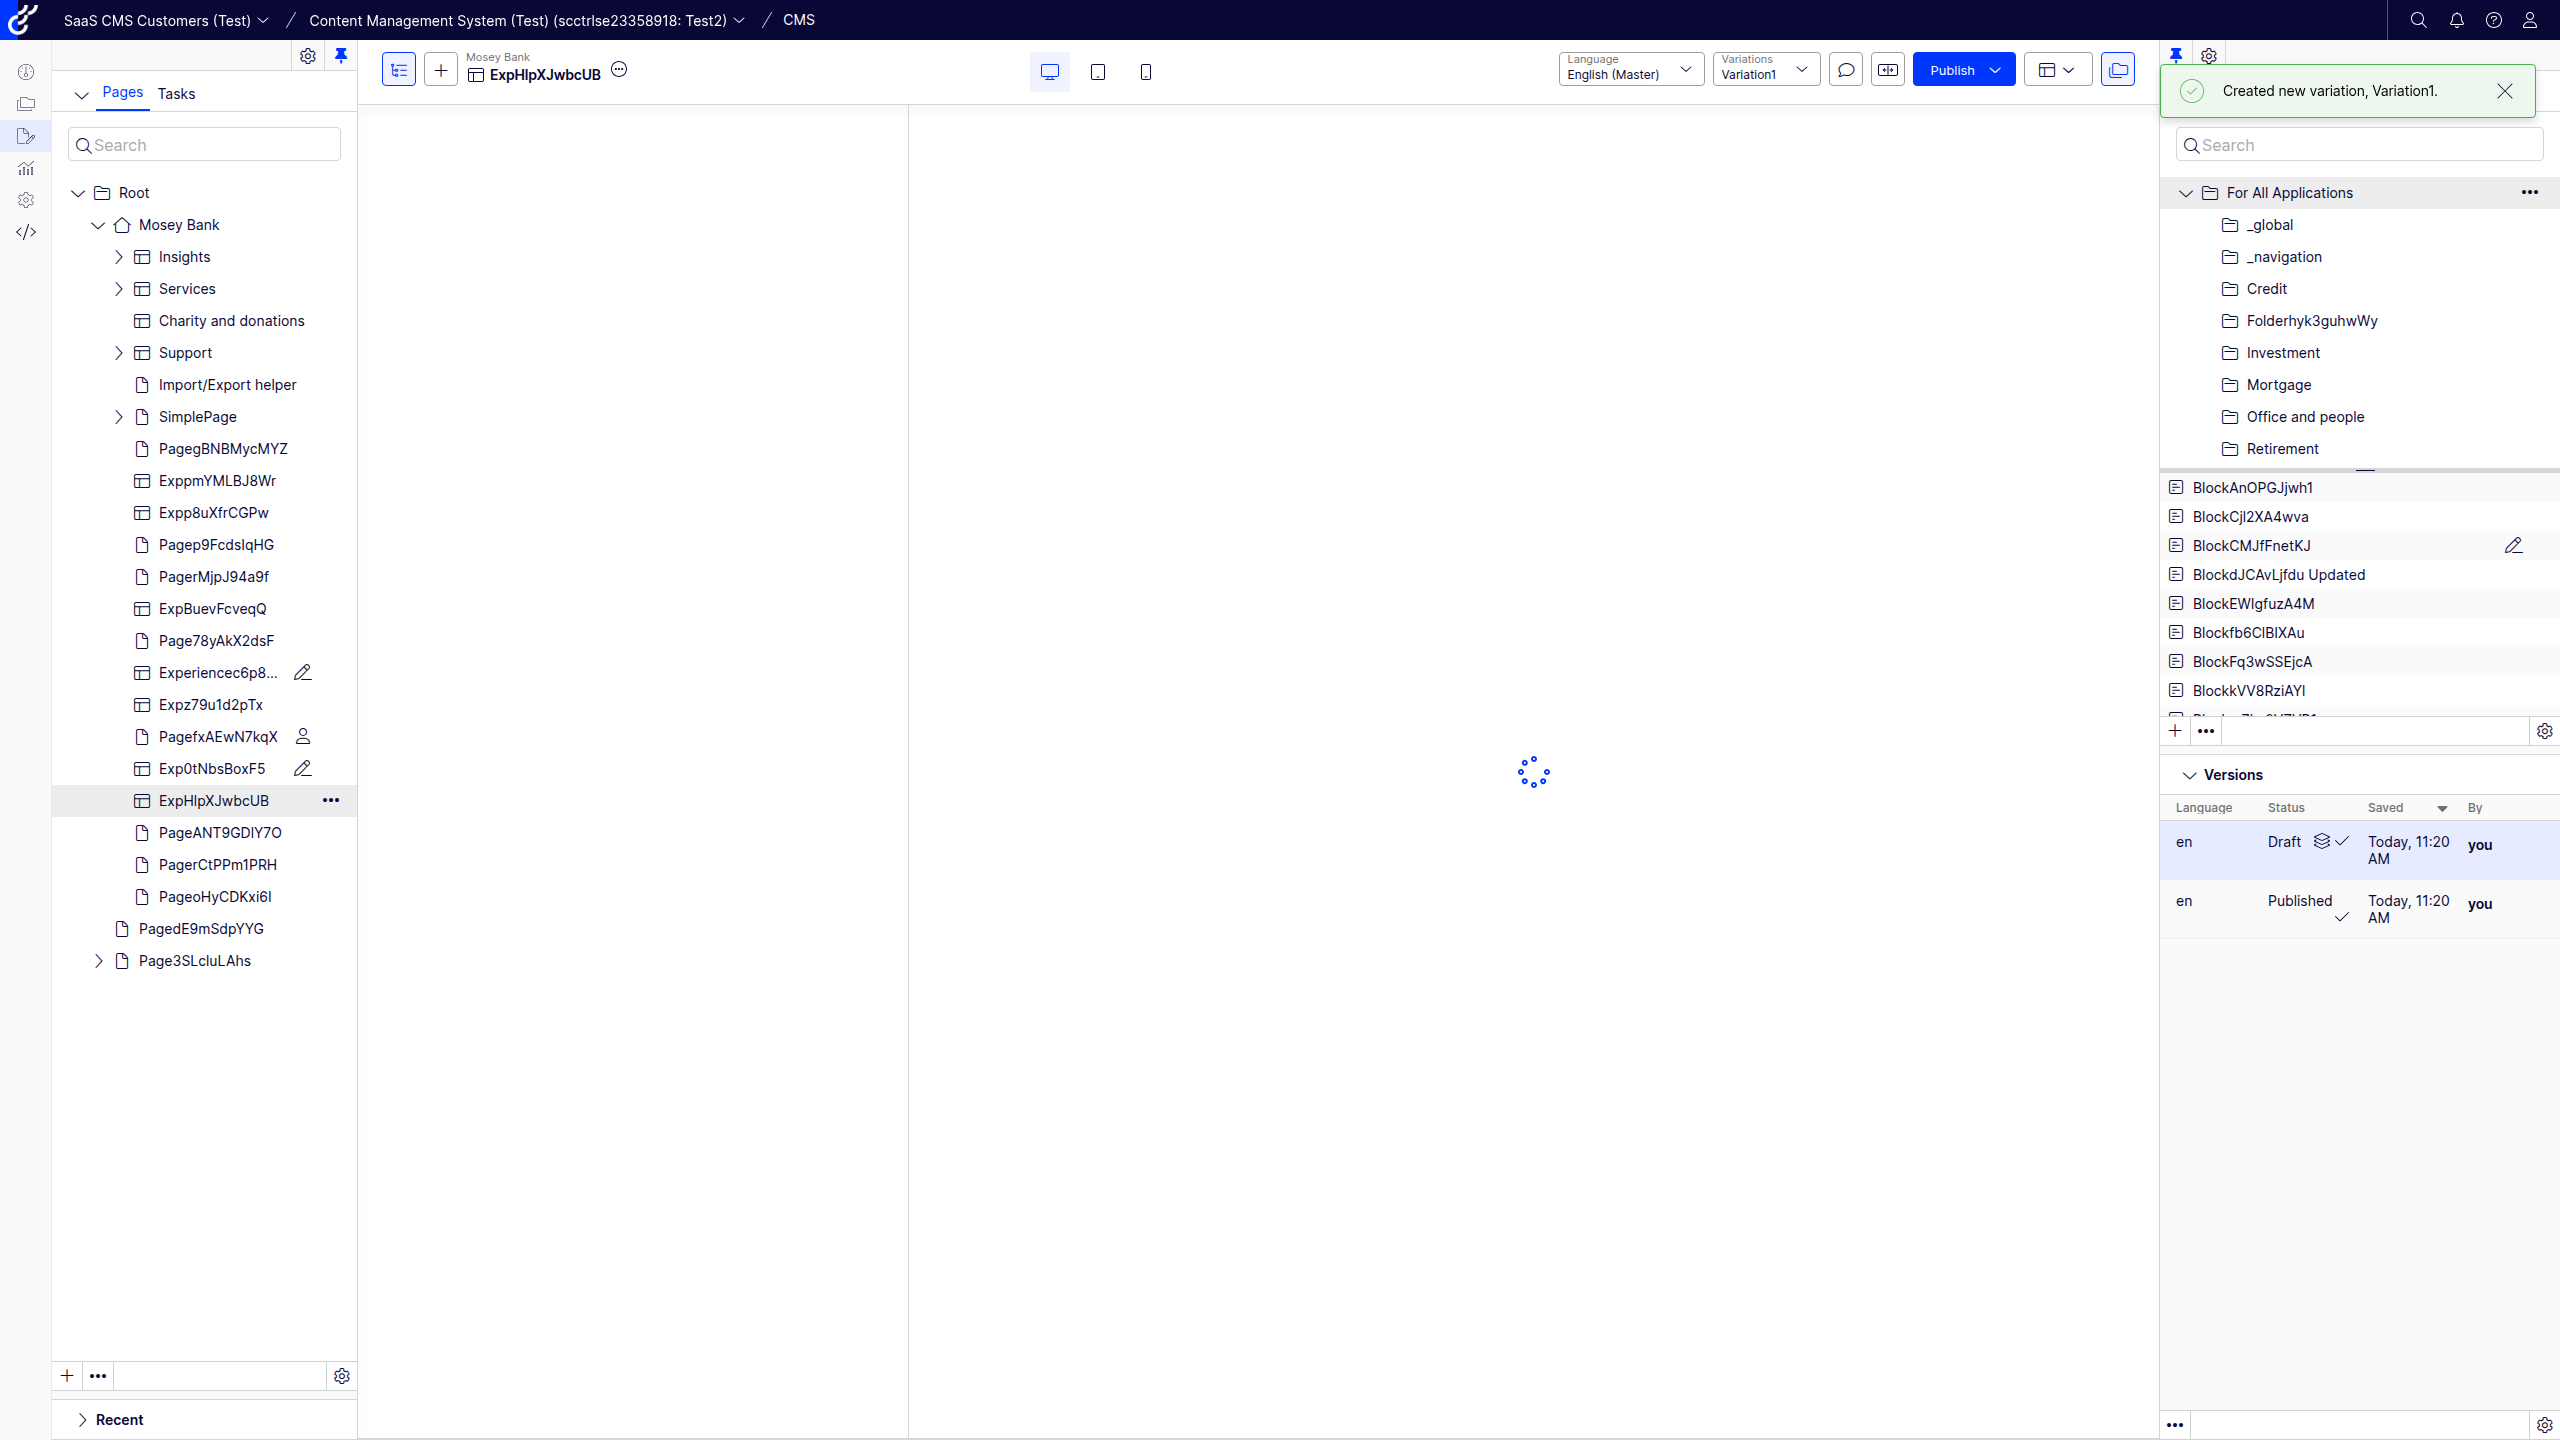 SaaS CMS Customers (Test)
Content Management System (Test) (scctrlse23358918: Test2)
CMS
Pages
Tasks
Search
Root
Mosey Bank
Insights
Services
Charity and donations
Support
Import/Export helper
SimplePage
PagegBNBMycMYZ
ExppmYMLBJ8Wr
Expp8uXfrCGPw
Pagep9FcdsIqHG
PagerMjpJ94a9f
ExpBuevFcveqQ
Page78yAkX2dsF
Experiencec6p8...
Expz79u1d2pTx
PagefxAEwN7kqX
Exp0tNbsBoxF5
ExpHlpXJwbcUB
PageANT9GDlY7O
PagerCtPPm1PRH
PageoHyCDKxi6I
PagedE9mSdpYYG
Page3SLcluLAhs
Recent
Mosey Bank
ExpHlpXJwbcUB
Language
English (Master)
Variations
Variation1
Publish
Created new variation, Variation1.
Search
For All Applications
_global
_navigation
Credit
Folderhyk3guhwWy
Investment
Mortgage
Office and people
Retirement
BlockAnOPGJjwh1
BlockCjl2XA4wva
BlockCMJfFnetKJ
BlockdJCAvLjfdu Updated
BlockEWlgfuzA4M
Blockfb6ClBIXAu
BlockFq3wSSEjcA
BlockkVV8RziAYl
Versions
Language Status Saved By
en Draft Today, 11:20 AM you
en Published Today, 11:20 AM you